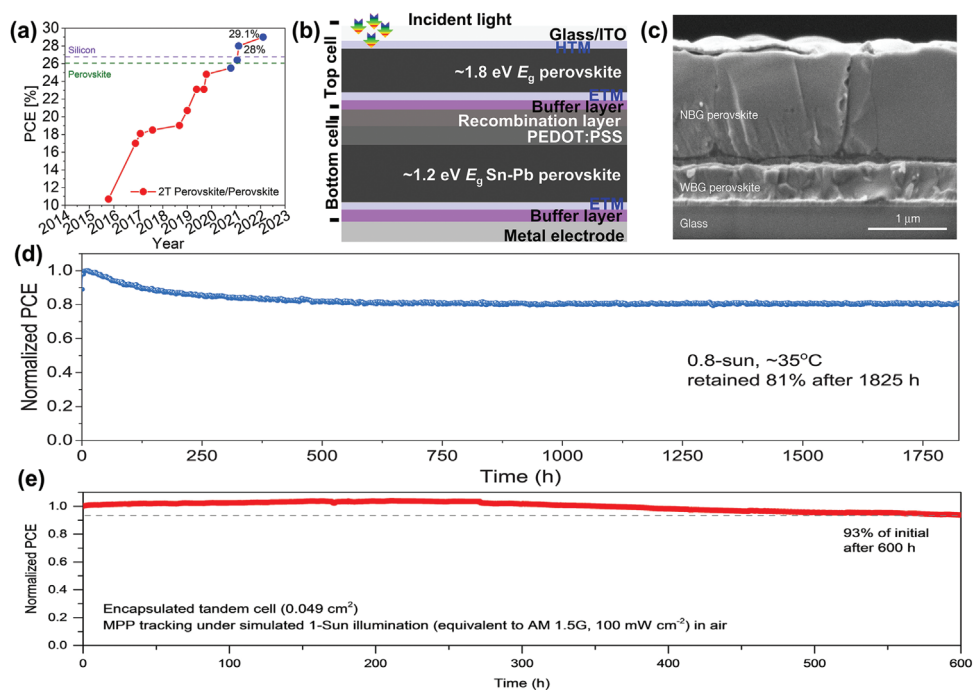 (a)
PCE [%]
30
28
26
24
22
20
18
16
14
12
10
Silicon
Perovskite
29.1%
28%
2T Perovskite/Perovskite
2014
2015
2016
2017
2018
2019
2020
2021
2022
2023
Year
(b)
Incident light
Top cell
Bottom cell
Glass/ITO
HTM
~1.8 eV Eg perovskite
ETM
Buffer layer
Recombination layer
PEDOT:PSS
~1.2 eV Eg Sn-Pb perovskite
ETM
Buffer layer
Metal electrode
(c)
NBG perovskite
WBG perovskite
Glass
1 μm
(d)
Normalized PCE
1.0
0.8
0.6
0.4
0.2
0.0
0.8-sun, ~35°C
retained 81% after 1825 h
0 250 500 750 1000 1250 1500 1750
Time (h)
(e)
Normalized PCE
1.0
0.8
0.6
0.4
0.2
0.0
93% of initial
after 600 h
Encapsulated tandem cell (0.049 cm²)
MPP tracking under simulated 1-Sun illumination (equivalent to AM 1.5G, 100 mW cm⁻²) in air
0 100 200 300 400 500 600
Time (h)